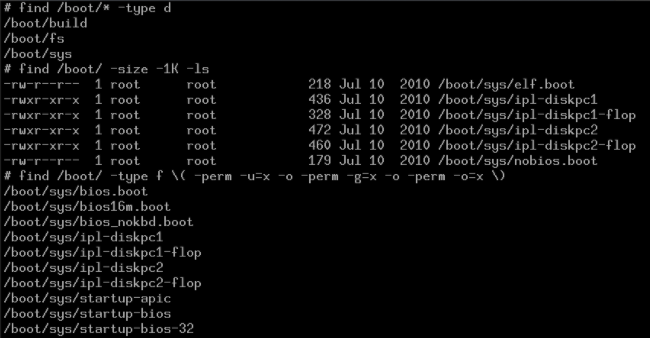 # find /boot/* -type d
/boot/build
/boot/fs
/boot/sys
# find /boot/ -size -1K -ls
-rw-r--r-- 1 root root 218 Jul 10 2010 /boot/sys/elf.boot
-rwxr-xr-x 1 root root 436 Jul 10 2010 /boot/sys/ipl-diskpc1
-rwxr-xr-x 1 root root 328 Jul 10 2010 /boot/sys/ipl-diskpc1-flop
-rwxr-xr-x 1 root root 472 Jul 10 2010 /boot/sys/ipl-diskpc2
-rwxr-xr-x 1 root root 460 Jul 10 2010 /boot/sys/ipl-diskpc2-flop
-rw-r--r-- 1 root root 179 Jul 10 2010 /boot/sys/nobios.boot
# find /boot/ -type f \( -perm -u=x -o -perm -g=x -o -perm -o=x \)
/boot/sys/bios.boot
/boot/sys/bios16m.boot
/boot/sys/bios_nokbd.boot
/boot/sys/ipl-diskpc1
/boot/sys/ipl-diskpc1-flop
/boot/sys/ipl-diskpc2
/boot/sys/ipl-diskpc2-flop
/boot/sys/startup-apic
/boot/sys/startup-bios
/boot/sys/startup-bios-32